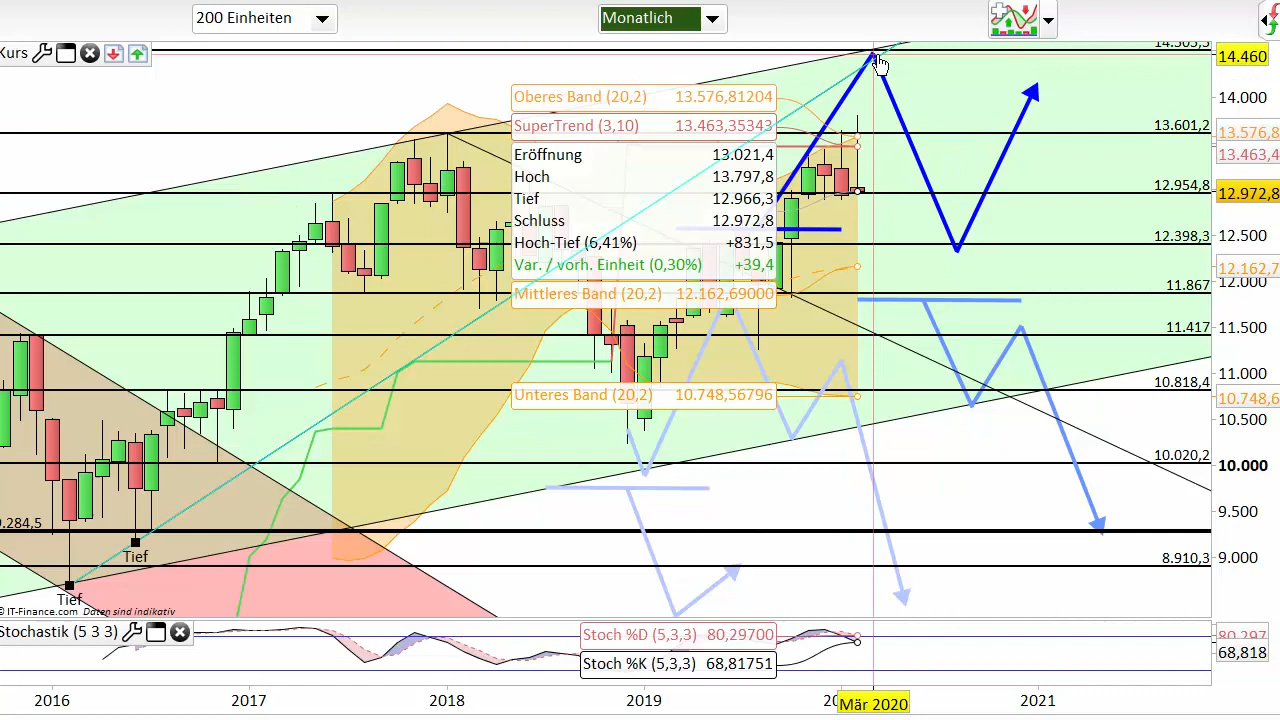 200 Einheiten
Monatlich
Kurs
14.460
14.000
Oberes Band (20,2) 13.576,81204
SuperTrend (3,10) 13.463,35343
13.601,2
13.576,8
13.463,4
Eröffnung 13.021,4
Hoch 13.797,8
Tief 12.966,3
Schluss 12.972,8
Hoch-Tief (6,41%) +831,5
Var. / vorh. Einheit (0,30%) +39,4
12.954,8
12.972,8
12.398,3
12.500
12.162,7
Mittleres Band (20,2) 12.162,69000
11.867
11.417
11.500
11.000
Unteres Band (20,2) 10.748,56796
10.818,4
10.748,6
10.500
10.020,2
10.000
9.284,5
9.500
Tief
8.910,3
9.000
Tief
© IT-Finance.com Daten sind indikativ
Stochastik (5 3 3)
Stoch %D (5,3,3) 80,29700
Stoch %K (5,3,3) 68,81751
80,297
68,818
2016
2017
2018
2019
Mär 2020
2021